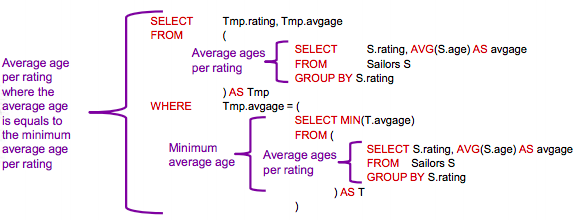 SELECT Tmp.rating, Tmp.avgage
FROM (
Average ages
per rating
SELECT S.rating, AVG(S.age) AS avgage
FROM Sailors S
GROUP BY S.rating
) AS Tmp
WHERE Tmp.avgage = (
Average age
per rating
where the
average age
is equals to
the minimum
average age
per rating
Minimum
average age
SELECT MIN(T.avgage)
FROM (
Average ages
per rating
SELECT S.rating, AVG(S.age) AS avgage
FROM Sailors S
GROUP BY S.rating
) AS T
)